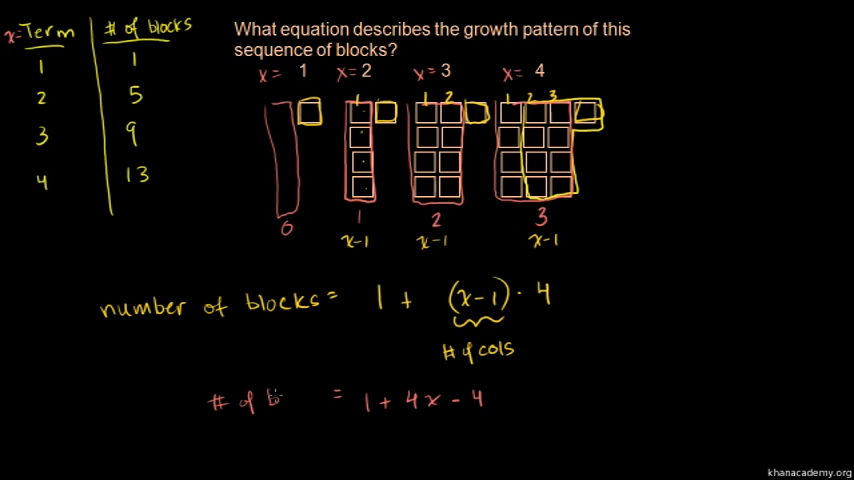 What equation describes the growth pattern of this
sequence of blocks?
x=Term # of blocks
1 1
2 5
3 9
4 13
x= 1 x=2 x=3 x= 4
1 1 2 1 2 3
0 1 2 3
x-1 x-1 x-1
number of blocks= 1 + (x-1) · 4
# of cols
# of b = 1 + 4x - 4
khanacademy.org